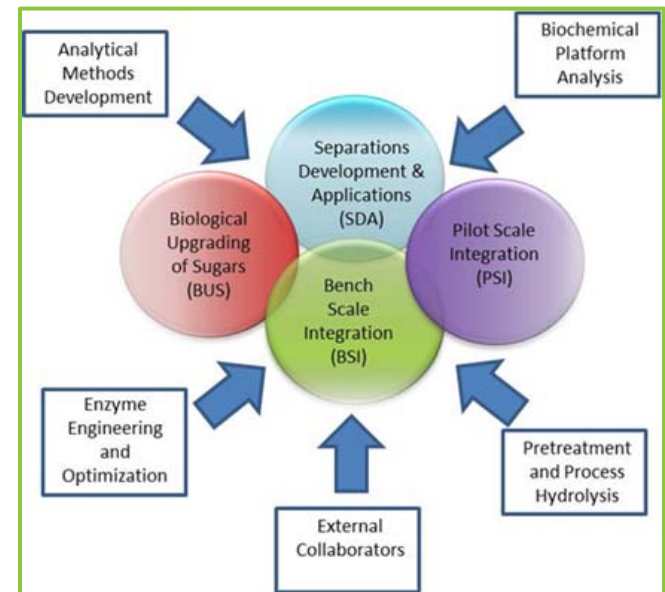 Analytical
Methods
Development
Biochemical
Platform
Analysis
Separations
Development &
Applications
(SDA)
Biological
Upgrading
of Sugars
(BUS)
Pilot Scale
Integration
(PSI)
Bench
Scale
Integration
(BSI)
Enzyme
Engineering
and
Optimization
Pretreatment
and Process
Hydrolysis
External
Collaborators